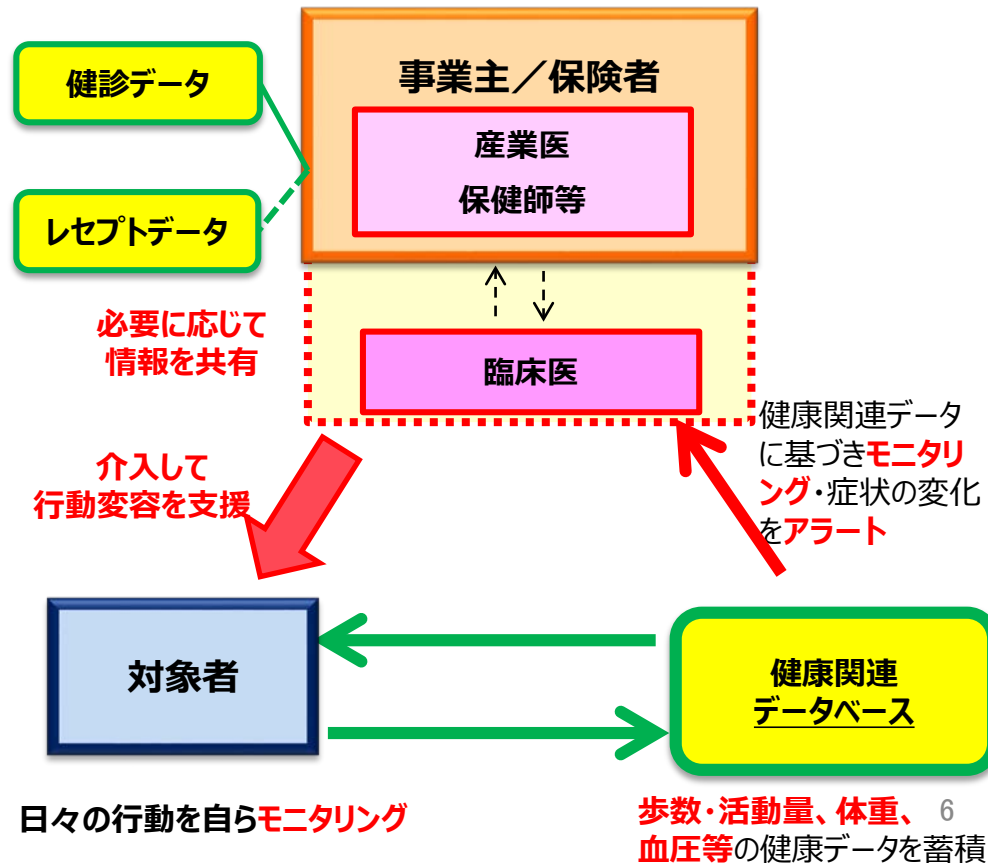 健診データ
事業主／保険者
産業医
保健師等
レセプトデータ
必要に応じて
情報を共有
臨床医
健康関連データ
に基づきモニタリ
ング・症状の変化
をアラート
介入して
行動変容を支援
対象者
健康関連
データベース
日々の行動を自らモニタリング
歩数・活動量、体重、
血圧等の健康データを蓄積
6